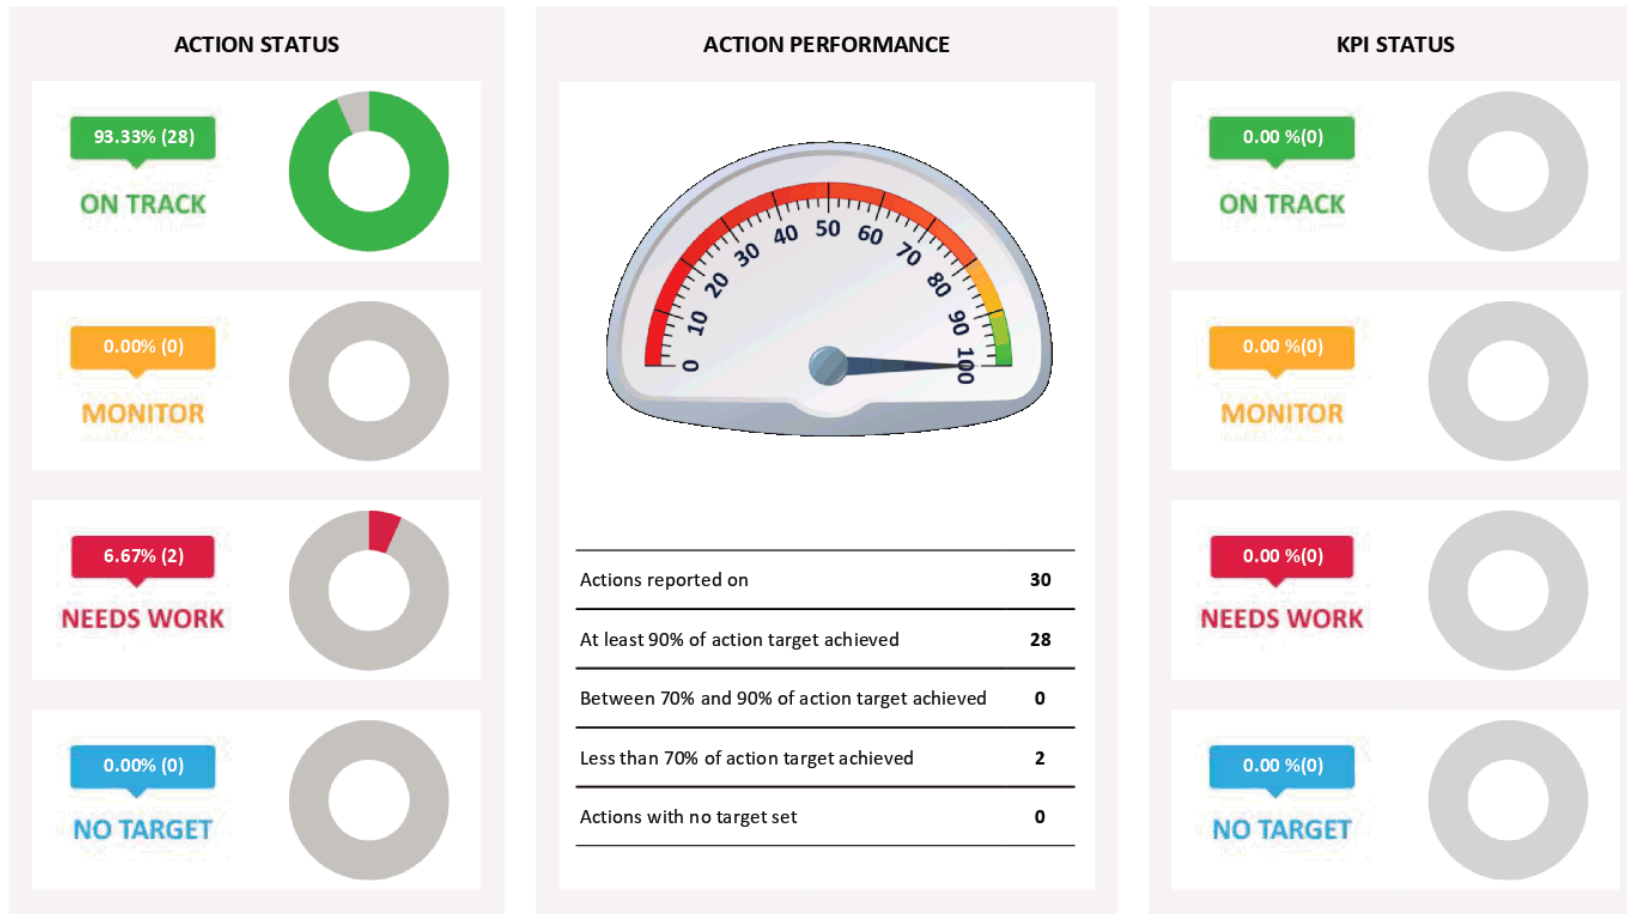 ACTION STATUS
93.33% (28)
ON TRACK
0.00% (0)
MONITOR
6.67% (2)
NEEDS WORK
0.00% (0)
NO TARGET
ACTION PERFORMANCE
0 10 20 30 40 50 60 70 80 90 100
Actions reported on 30
At least 90% of action target achieved 28
Between 70% and 90% of action target achieved 0
Less than 70% of action target achieved 2
Actions with no target set 0
KPI STATUS
0.00 %(0)
ON TRACK
0.00 %(0)
MONITOR
0.00 %(0)
NEEDS WORK
0.00 %(0)
NO TARGET